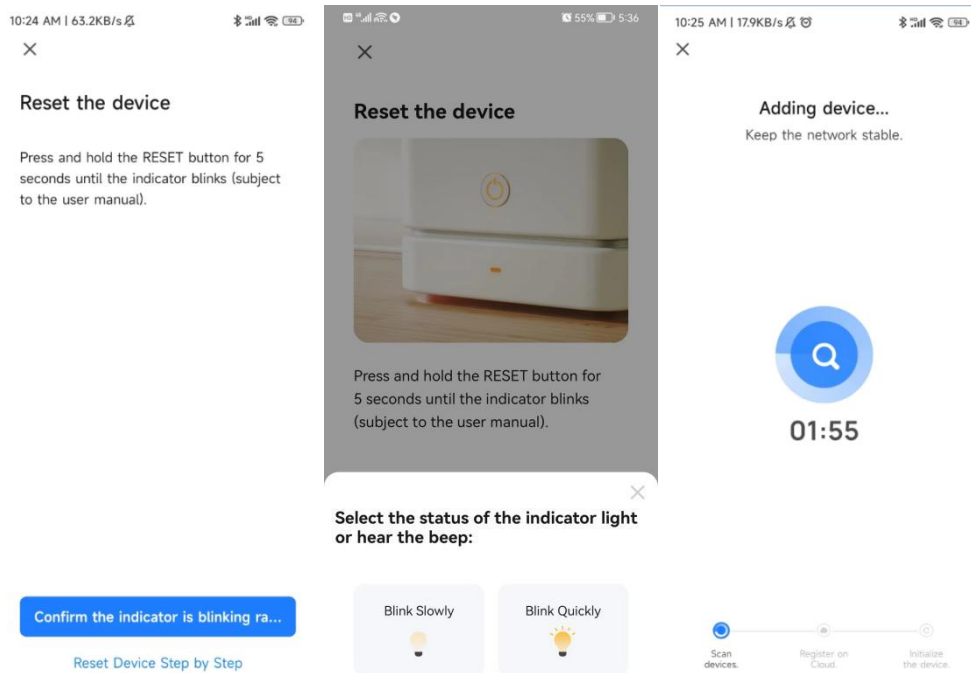 10:24 AM | 63.2KB/s
94
Reset the device
Press and hold the RESET button for 5
seconds until the indicator blinks (subject
to the user manual).
Confirm the indicator is blinking ra...
Reset Device Step by Step
55% 5:36
Reset the device
Press and hold the RESET button for
5 seconds until the indicator blinks
(subject to the user manual).
Select the status of the indicator light
or hear the beep:
Blink Slowly
Blink Quickly
10:25 AM | 17.9KB/s
94
Adding device...
Keep the network stable.
01:55
Scan
devices.
Register on
Cloud.
Initialize
the device.